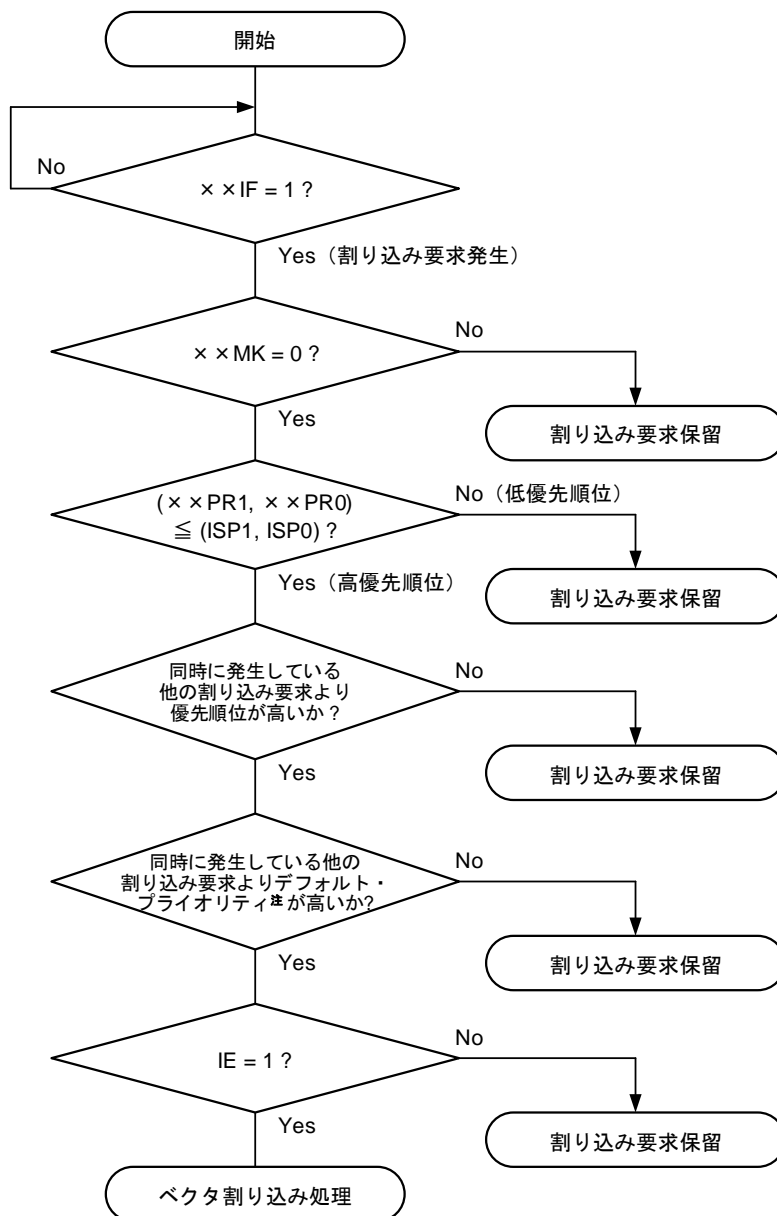 開始
No
××IF = 1 ?
Yes（割り込み要求発生）
No
××MK = 0 ?
Yes
割り込み要求保留
(××PR1, ××PR0)
≦ (ISP1, ISP0) ?
No（低優先順位）
Yes（高優先順位）
割り込み要求保留
同時に発生している
他の割り込み要求より
優先順位が高いか？
No
Yes
割り込み要求保留
同時に発生している他の
割り込み要求よりデフォルト・
プライオリティ注が高いか?
No
Yes
割り込み要求保留
IE = 1 ?
No
Yes
割り込み要求保留
ベクタ割り込み処理